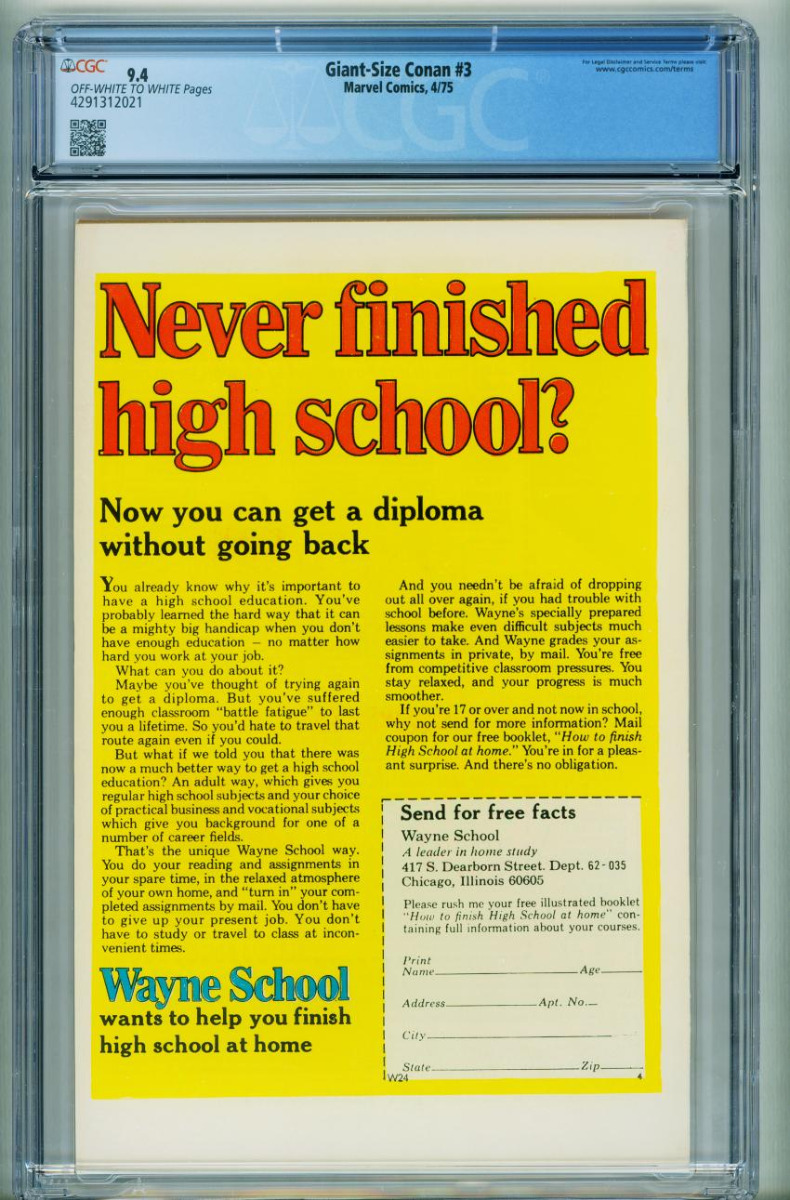 CGC
9.4
OFF-WHITE TO WHITE Pages
4291312021
Giant-Size Conan #3
Marvel Comics, 4/75
For Legal Disclaimer and Service Terms please visit
www.cgccomics.com/terms
CGC
Never finished
high school?
Now you can get a diploma
without going back
You already know why it's important to
have a high school education. You've
probably learned the hard way that it can
be a mighty big handicap when you don't
have enough education – no matter how
hard you work at your job.
What can you do about it?
Maybe you've thought of trying again
to get a diploma. But you've suffered
enough classroom "battle fatigue" to last
you a lifetime. So you'd hate to travel that
route again even if you could.
But what if we told you that there was
now a much better way to get a high school
education? An adult way, which gives you
regular high school subjects and your choice
of practical business and vocational subjects
which give you background for one of a
number of career fields.
That's the unique Wayne School way.
You do your reading and assignments in
your spare time, in the relaxed atmosphere
of your own home, and "turn in" your com-
pleted assignments by mail. You don't have
to give up your present job. You don't
have to study or travel to class at incon-
venient times.
Wayne School
wants to help you finish
high school at home
And you needn't be afraid of dropping
out all over again, if you had trouble with
school before. Wayne's specially prepared
lessons make even difficult subjects much
easier to take. And Wayne grades your as-
signments in private, by mail. You're free
from competitive classroom pressures. You
stay relaxed, and your progress is much
smoother.
If you're 17 or over and not now in school,
why not send for more information? Mail
coupon for our free booklet, "How to finish
High School at home." You're in for a pleas-
ant surprise. And there's no obligation.
Send for free facts
Wayne School
A leader in home study
417 S. Dearborn Street. Dept. 62-035
Chicago, Illinois 60605
Please rush me your free illustrated booklet
"How to finish High School at home" con-
taining full information about your courses.
Print
Name Age
Address Apt. No.
City
State Zip
W24 4